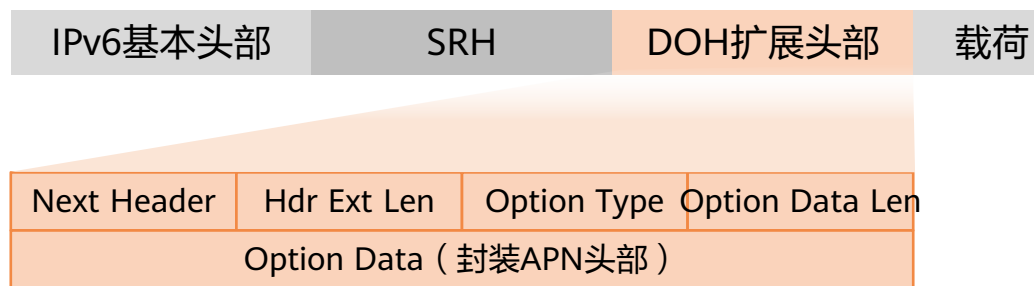 IPv6基本头部 SRH DOH扩展头部 载荷
Next Header Hdr Ext Len Option Type Option Data Len
Option Data（封装APN头部）